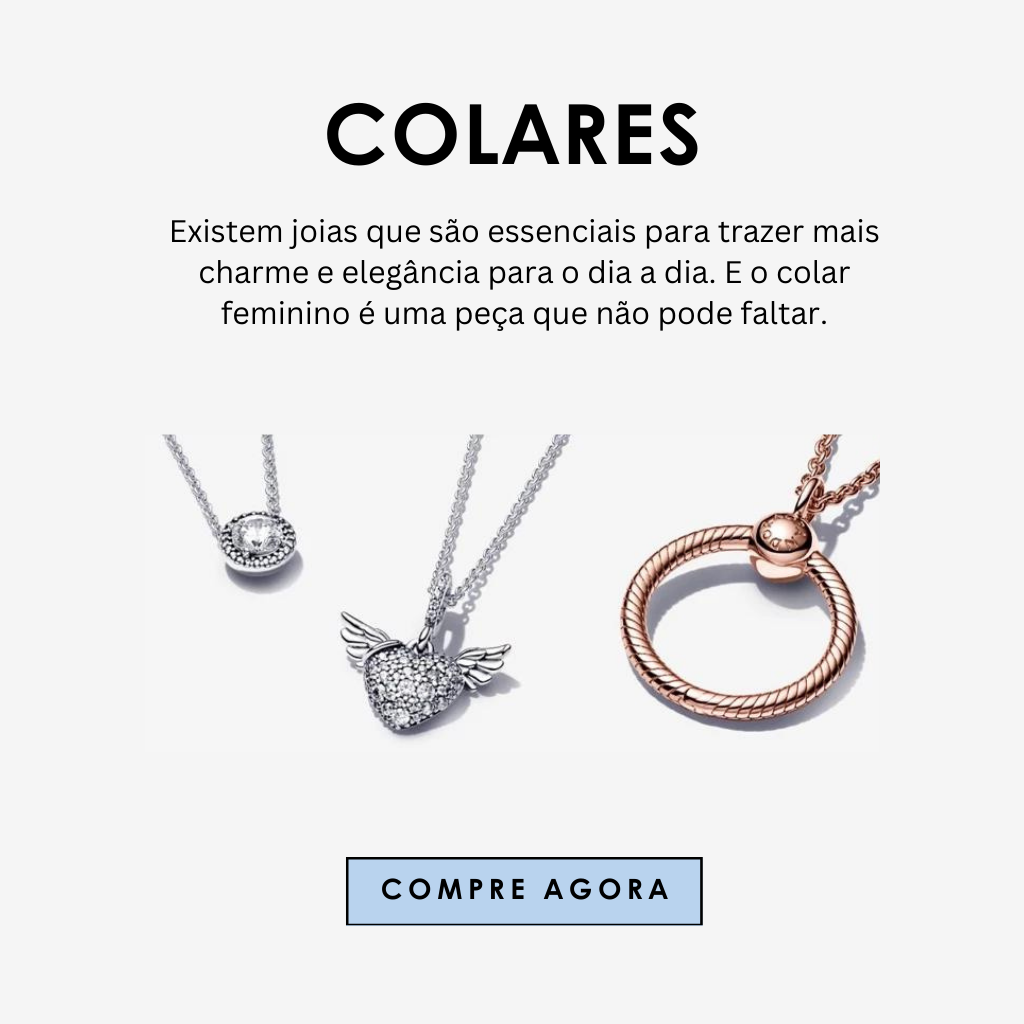 COLARES
Existem joias que são essenciais para trazer mais
charme e elegância para o dia a dia. E o colar
feminino é uma peça que não pode faltar.
COMPRE AGORA